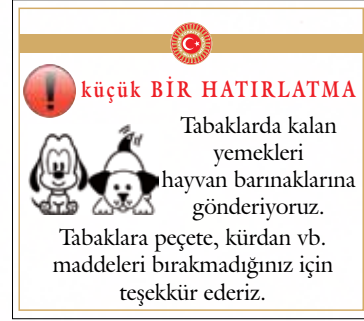 küçük BİR HATIRLATMA
Tabaklarda kalan
yemekleri
hayvan barınaklarına
gönderiyoruz.
Tabaklara peçete, kürdan vb.
maddeleri bırakmadığınız için
teşekkür ederiz.